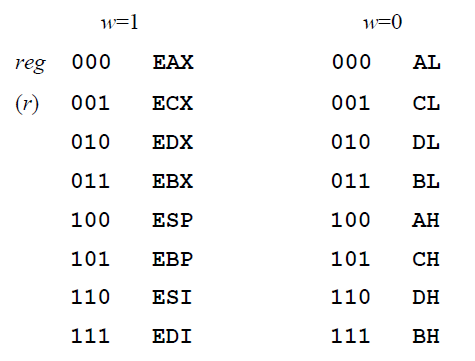 w=1 w=0
reg 000 EAX 000 AL
(r) 001 ECX 001 CL
010 EDX 010 DL
011 EBX 011 BL
100 ESP 100 AH
101 EBP 101 CH
110 ESI 110 DH
111 EDI 111 BH